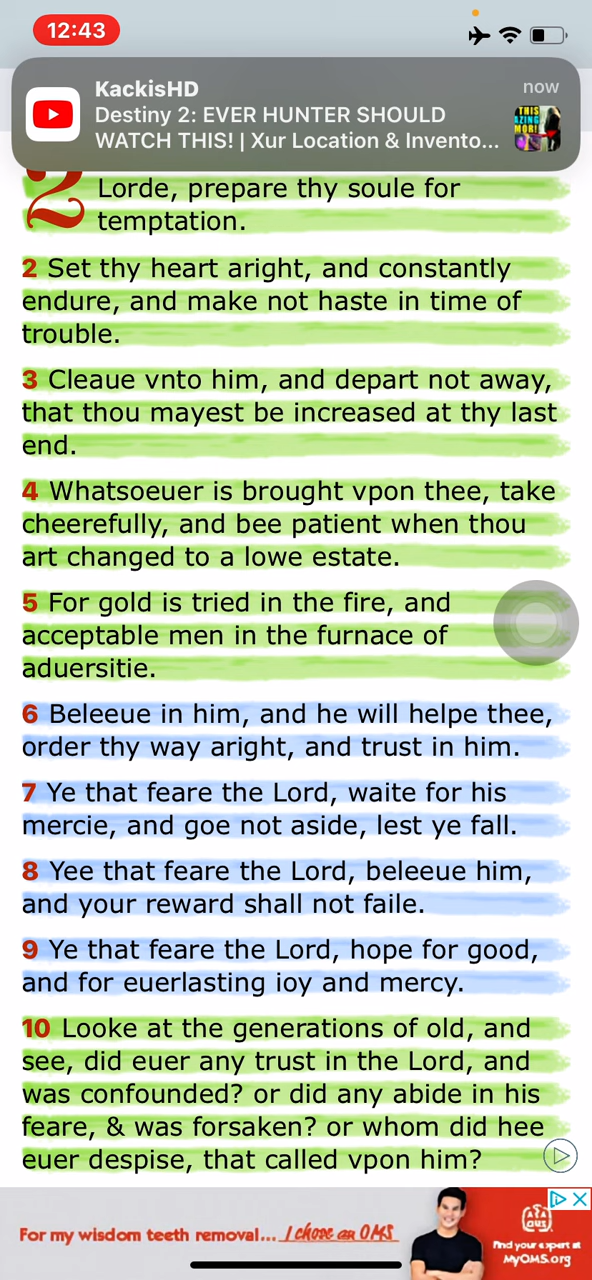 12:43
KackisHD
now
Destiny 2: EVER HUNTER SHOULD
WATCH THIS! | Xur Location & Invento...
2 Lorde, prepare thy soule for
temptation.
2 Set thy heart aright, and constantly
endure, and make not haste in time of
trouble.
3 Cleaue vnto him, and depart not away,
that thou mayest be increased at thy last
end.
4 Whatsoeuer is brought vpon thee, take
cheerefully, and bee patient when thou
art changed to a lowe estate.
5 For gold is tried in the fire, and
acceptable men in the furnace of
aduersitie.
6 Beleeue in him, and he will helpe thee,
order thy way aright, and trust in him.
7 Ye that feare the Lord, waite for his
mercie, and goe not aside, lest ye fall.
8 Yee that feare the Lord, beleeue him,
and your reward shall not faile.
9 Ye that feare the Lord, hope for good,
and for euerlasting ioy and mercy.
10 Looke at the generations of old, and
see, did euer any trust in the Lord, and
was confounded? or did any abide in his
feare, & was forsaken? or whom did hee
euer despise, that called vpon him?
For my wisdom teeth removal... I chose an OMS
Find your expert at
MyOMS.org